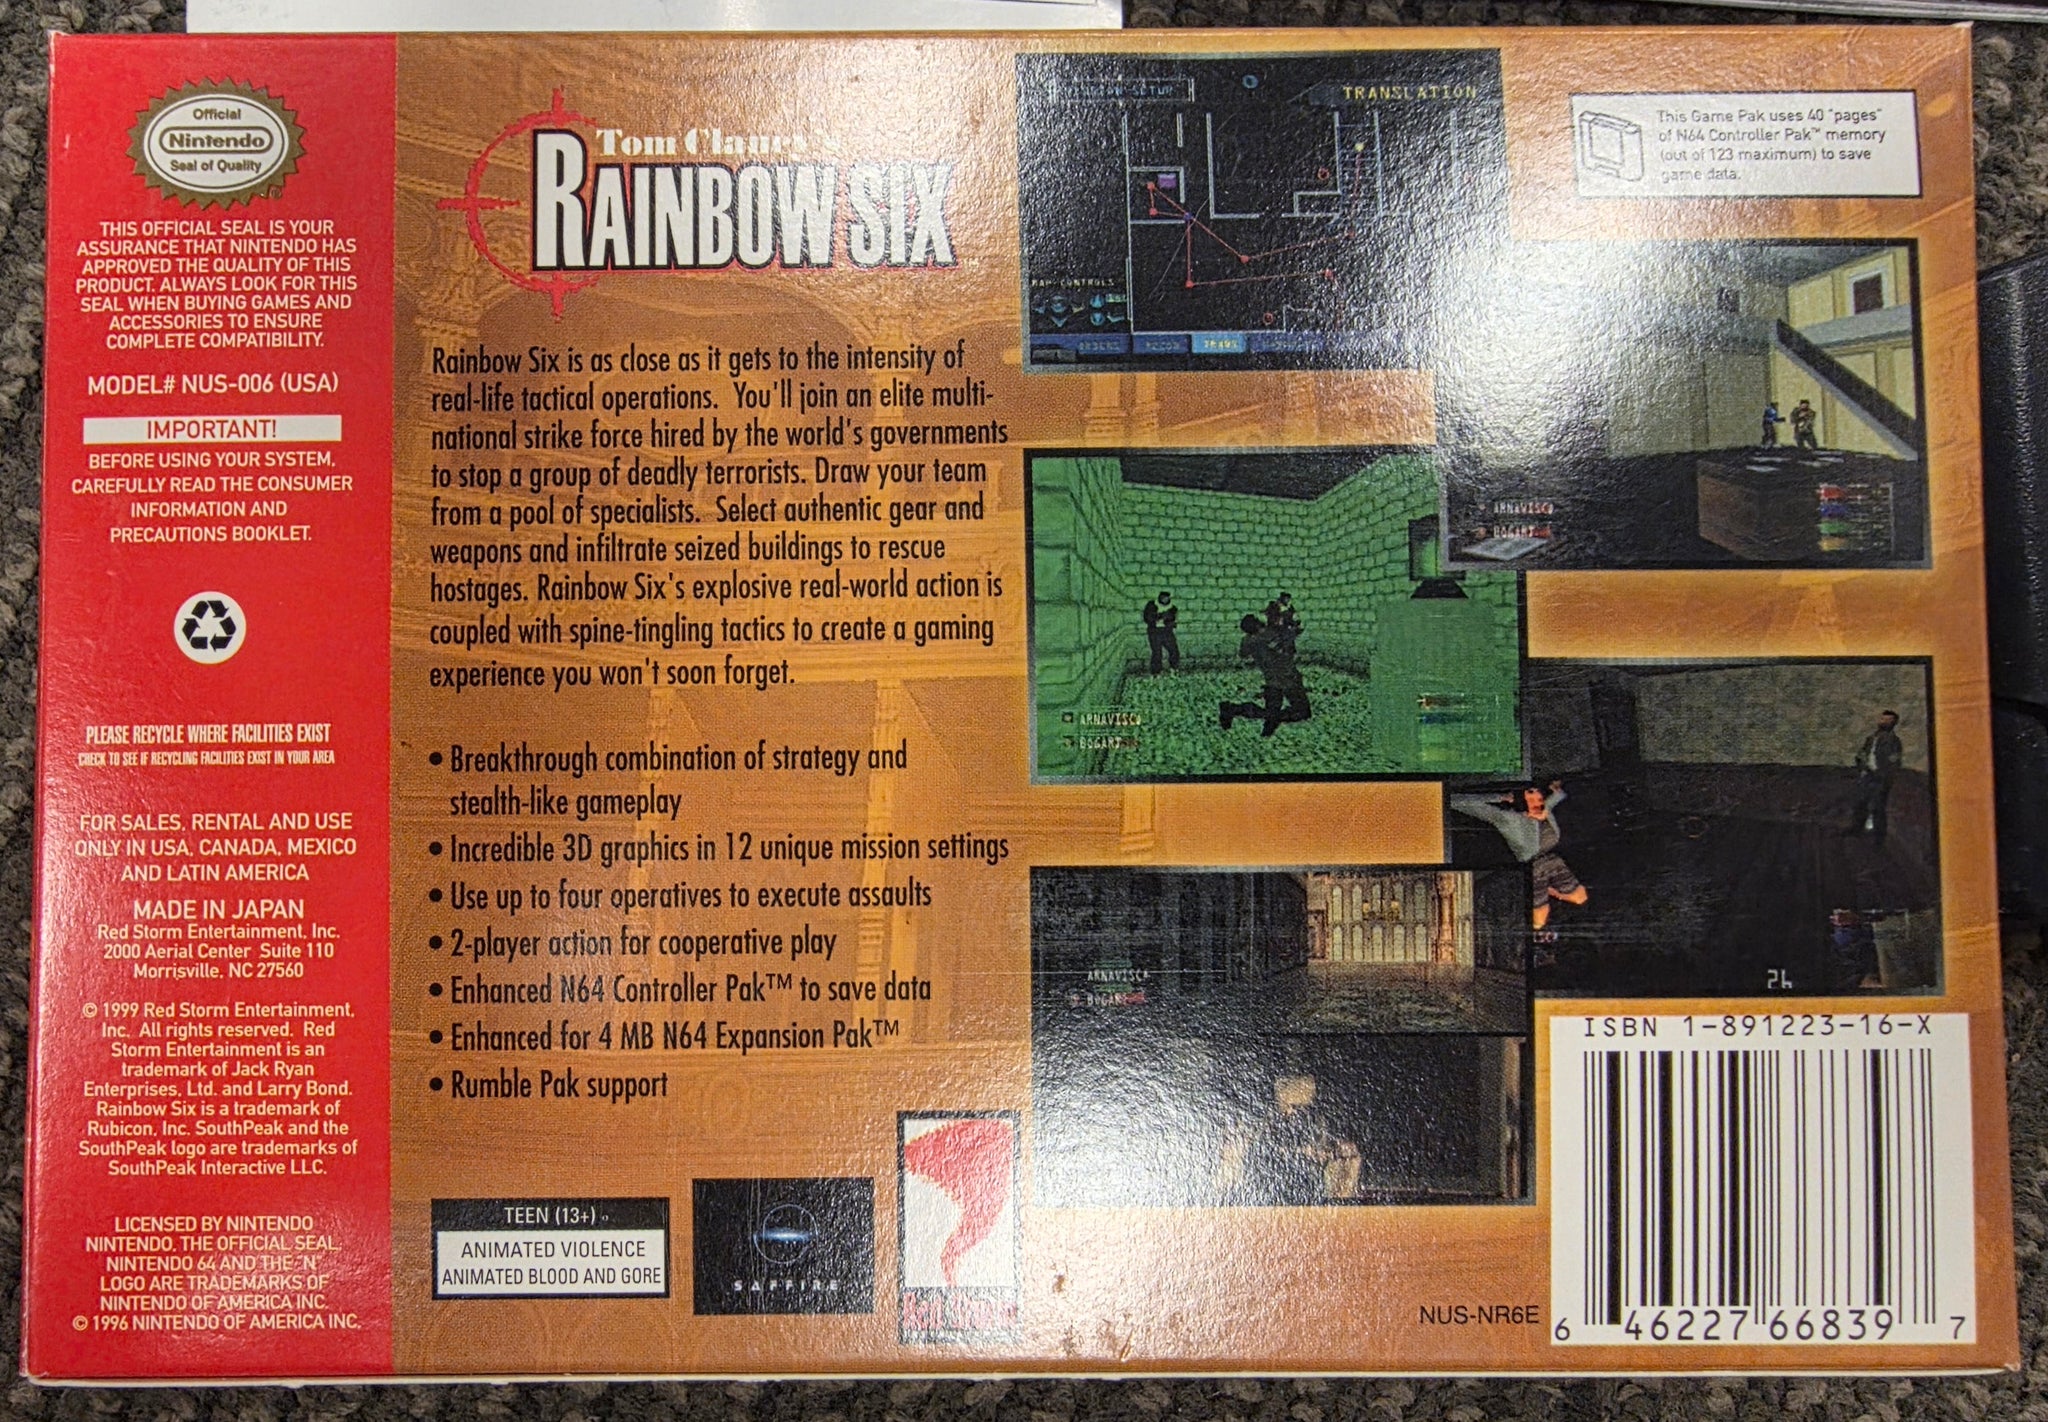 Official
Nintendo
Seal of Quality
THIS OFFICIAL SEAL IS YOUR
ASSURANCE THAT NINTENDO HAS
APPROVED THE QUALITY OF THIS
PRODUCT. ALWAYS LOOK FOR THIS
SEAL WHEN BUYING GAMES AND
ACCESSORIES TO ENSURE
COMPLETE COMPATIBILITY.
MODEL# NUS-006 (USA)
IMPORTANT!
BEFORE USING YOUR SYSTEM,
CAREFULLY READ THE CONSUMER
INFORMATION AND
PRECAUTIONS BOOKLET.
PLEASE RECYCLE WHERE FACILITIES EXIST
CHECK TO SEE IF RECYCLING FACILITIES EXIST IN YOUR AREA
FOR SALES, RENTAL AND USE
ONLY IN USA, CANADA, MEXICO
AND LATIN AMERICA
MADE IN JAPAN
Red Storm Entertainment, Inc.
2000 Aerial Center Suite 110
Morrisville, NC 27560
© 1999 Red Storm Entertainment,
Inc. All rights reserved. Red
Storm Entertainment is an
trademark of Jack Ryan
Enterprises, Ltd. and Larry Bond.
Rainbow Six is a trademark of
Rubicon, Inc. SouthPeak and the
SouthPeak logo are trademarks of
SouthPeak Interactive LLC.
LICENSED BY NINTENDO
NINTENDO, THE OFFICIAL SEAL,
NINTENDO 64 AND THE "N"
LOGO ARE TRADEMARKS OF
NINTENDO OF AMERICA INC.
© 1996 NINTENDO OF AMERICA INC.
Tom Clancy's
RAINBOW SIX
Rainbow Six is as close as it gets to the intensity of
real-life tactical operations. You'll join an elite multi-
national strike force hired by the world's governments
to stop a group of deadly terrorists. Draw your team
from a pool of specialists. Select authentic gear and
weapons and infiltrate seized buildings to rescue
hostages. Rainbow Six's explosive real-world action is
coupled with spine-tingling tactics to create a gaming
experience you won't soon forget.
• Breakthrough combination of strategy and
stealth-like gameplay
• Incredible 3D graphics in 12 unique mission settings
• Use up to four operatives to execute assaults
• 2-player action for cooperative play
• Enhanced N64 Controller Pak™ to save data
• Enhanced for 4 MB N64 Expansion Pak™
• Rumble Pak support
TEEN (13+)
ANIMATED VIOLENCE
ANIMATED BLOOD AND GORE
SAFFIRE
Red Storm
MISSION SETUP
TRANSLATION
MAP CONTROLS
RECON
TRANS
This Game Pak uses 40 "pages"
of N64 Controller Pak™ memory
(out of 123 maximum) to save
game data.
ARNAVISCA
BOGART
ARNAVISCA
BOGART
26
ARNAVISCA
BOGART
ISBN 1-891223-16-X
NUS-NR6E
6 46227 66839 7